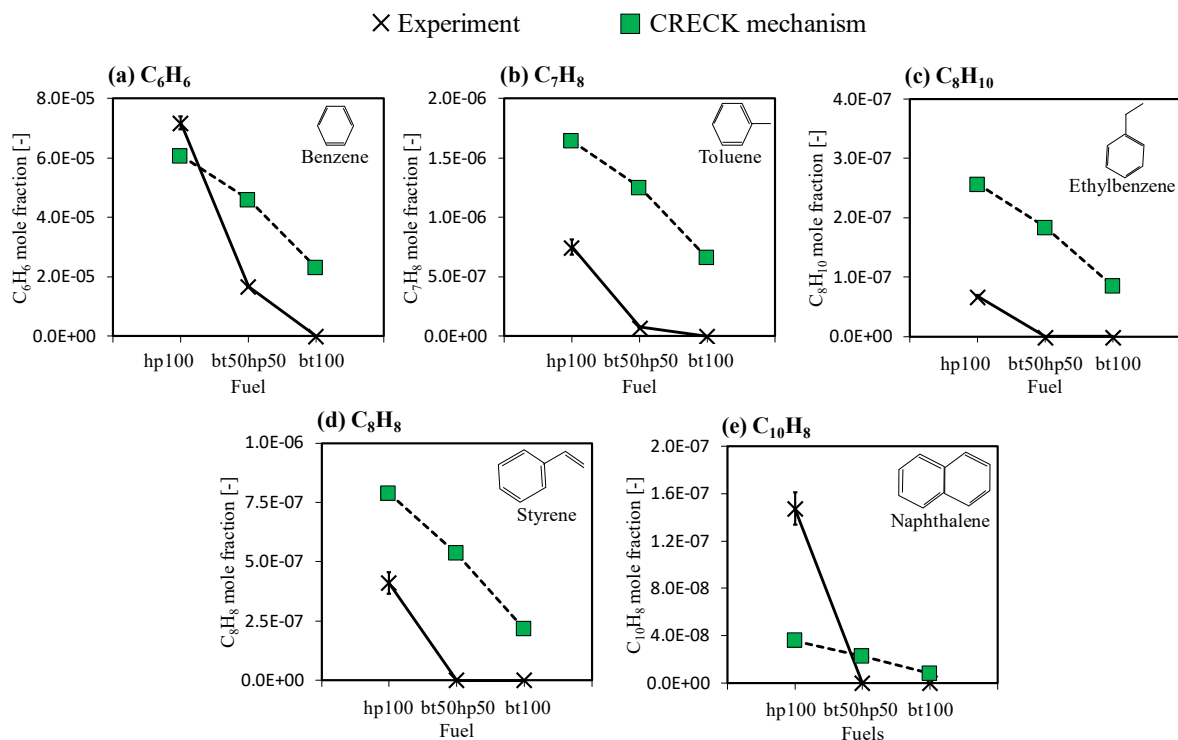 Experiment CRECK mechanism
(a) C₆H₆
C₆H₆ mole fraction [-]
8.0E-05
6.0E-05
4.0E-05
2.0E-05
0.0E+00
Benzene
hp100 bt50hp50 bt100
Fuel
(b) C₇H₈
C₇H₈ mole fraction [-]
2.0E-06
1.5E-06
1.0E-06
5.0E-07
0.0E+00
Toluene
hp100 bt50hp50 bt100
Fuel
(c) C₈H₁₀
C₈H₁₀ mole fraction [-]
4.0E-07
3.0E-07
2.0E-07
1.0E-07
0.0E+00
Ethylbenzene
hp100 bt50hp50 bt100
Fuel
(d) C₈H₈
C₈H₈ mole fraction [-]
1.0E-06
7.5E-07
5.0E-07
2.5E-07
0.0E+00
Styrene
hp100 bt50hp50 bt100
Fuel
(e) C₁₀H₈
C₁₀H₈ mole fraction [-]
2.0E-07
1.6E-07
1.2E-07
8.0E-08
4.0E-08
0.0E+00
Naphthalene
hp100 bt50hp50 bt100
Fuels